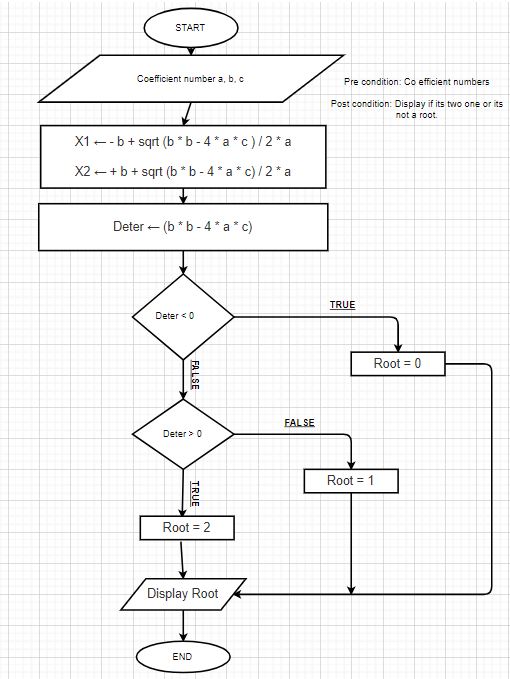 START
Coefficient number a, b, c
Pre condition: Co efficient numbers
Post condition: Display if its two one or its
not a root.
X1 ← - b + sqrt (b * b - 4 * a * c ) / 2 * a
X2 ← + b + sqrt (b * b - 4 * a * c) / 2 * a
Deter ← (b * b - 4 * a * c)
Deter < 0
TRUE
Root = 0
FALSE
Deter > 0
FALSE
Root = 1
TRUE
Root = 2
Display Root
END